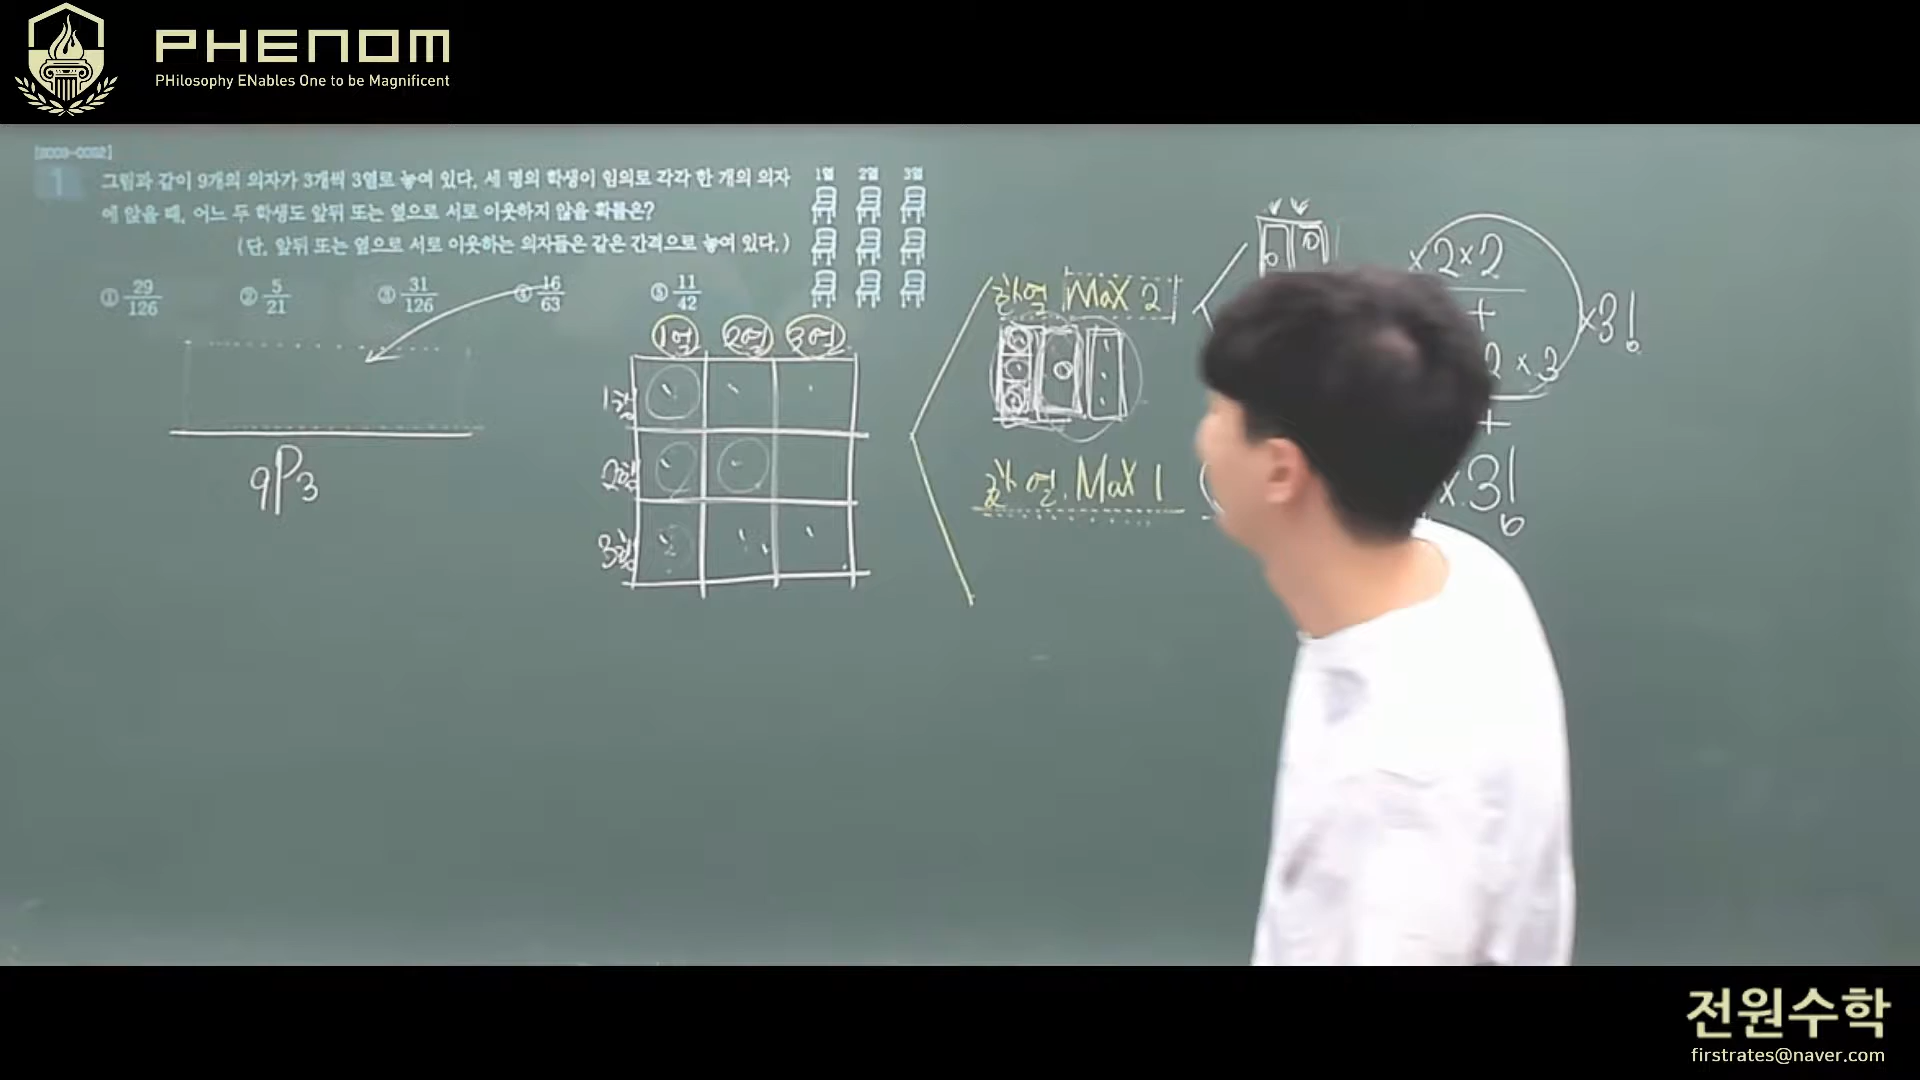 PHENOM
PHilosophy ENables One to be Magnificent
1
그림과 같이 9개의 의자가 3개씩 3열로 놓여 있다. 세 명의 학생이 임의로 각각 한 개의 의자
에 앉을 때, 어느 두 학생도 앞뒤 또는 옆으로 서로 이웃하지 않을 확률은?
(단, 앞뒤 또는 옆으로 서로 이웃하는 의자들은 같은 간격으로 놓여 있다.)
1열 2열 3열
① 29/126 ② 5/21 ③ 31/126 ④ 16/63 ⑤ 11/42
9P3
1열 2열 3열
1행
2행
3행
한 열 MaX 2
한 열. MaX 1
×2×2
+
2 × 3
×3!
+
×.3!
전원수학
firstrates@naver.com